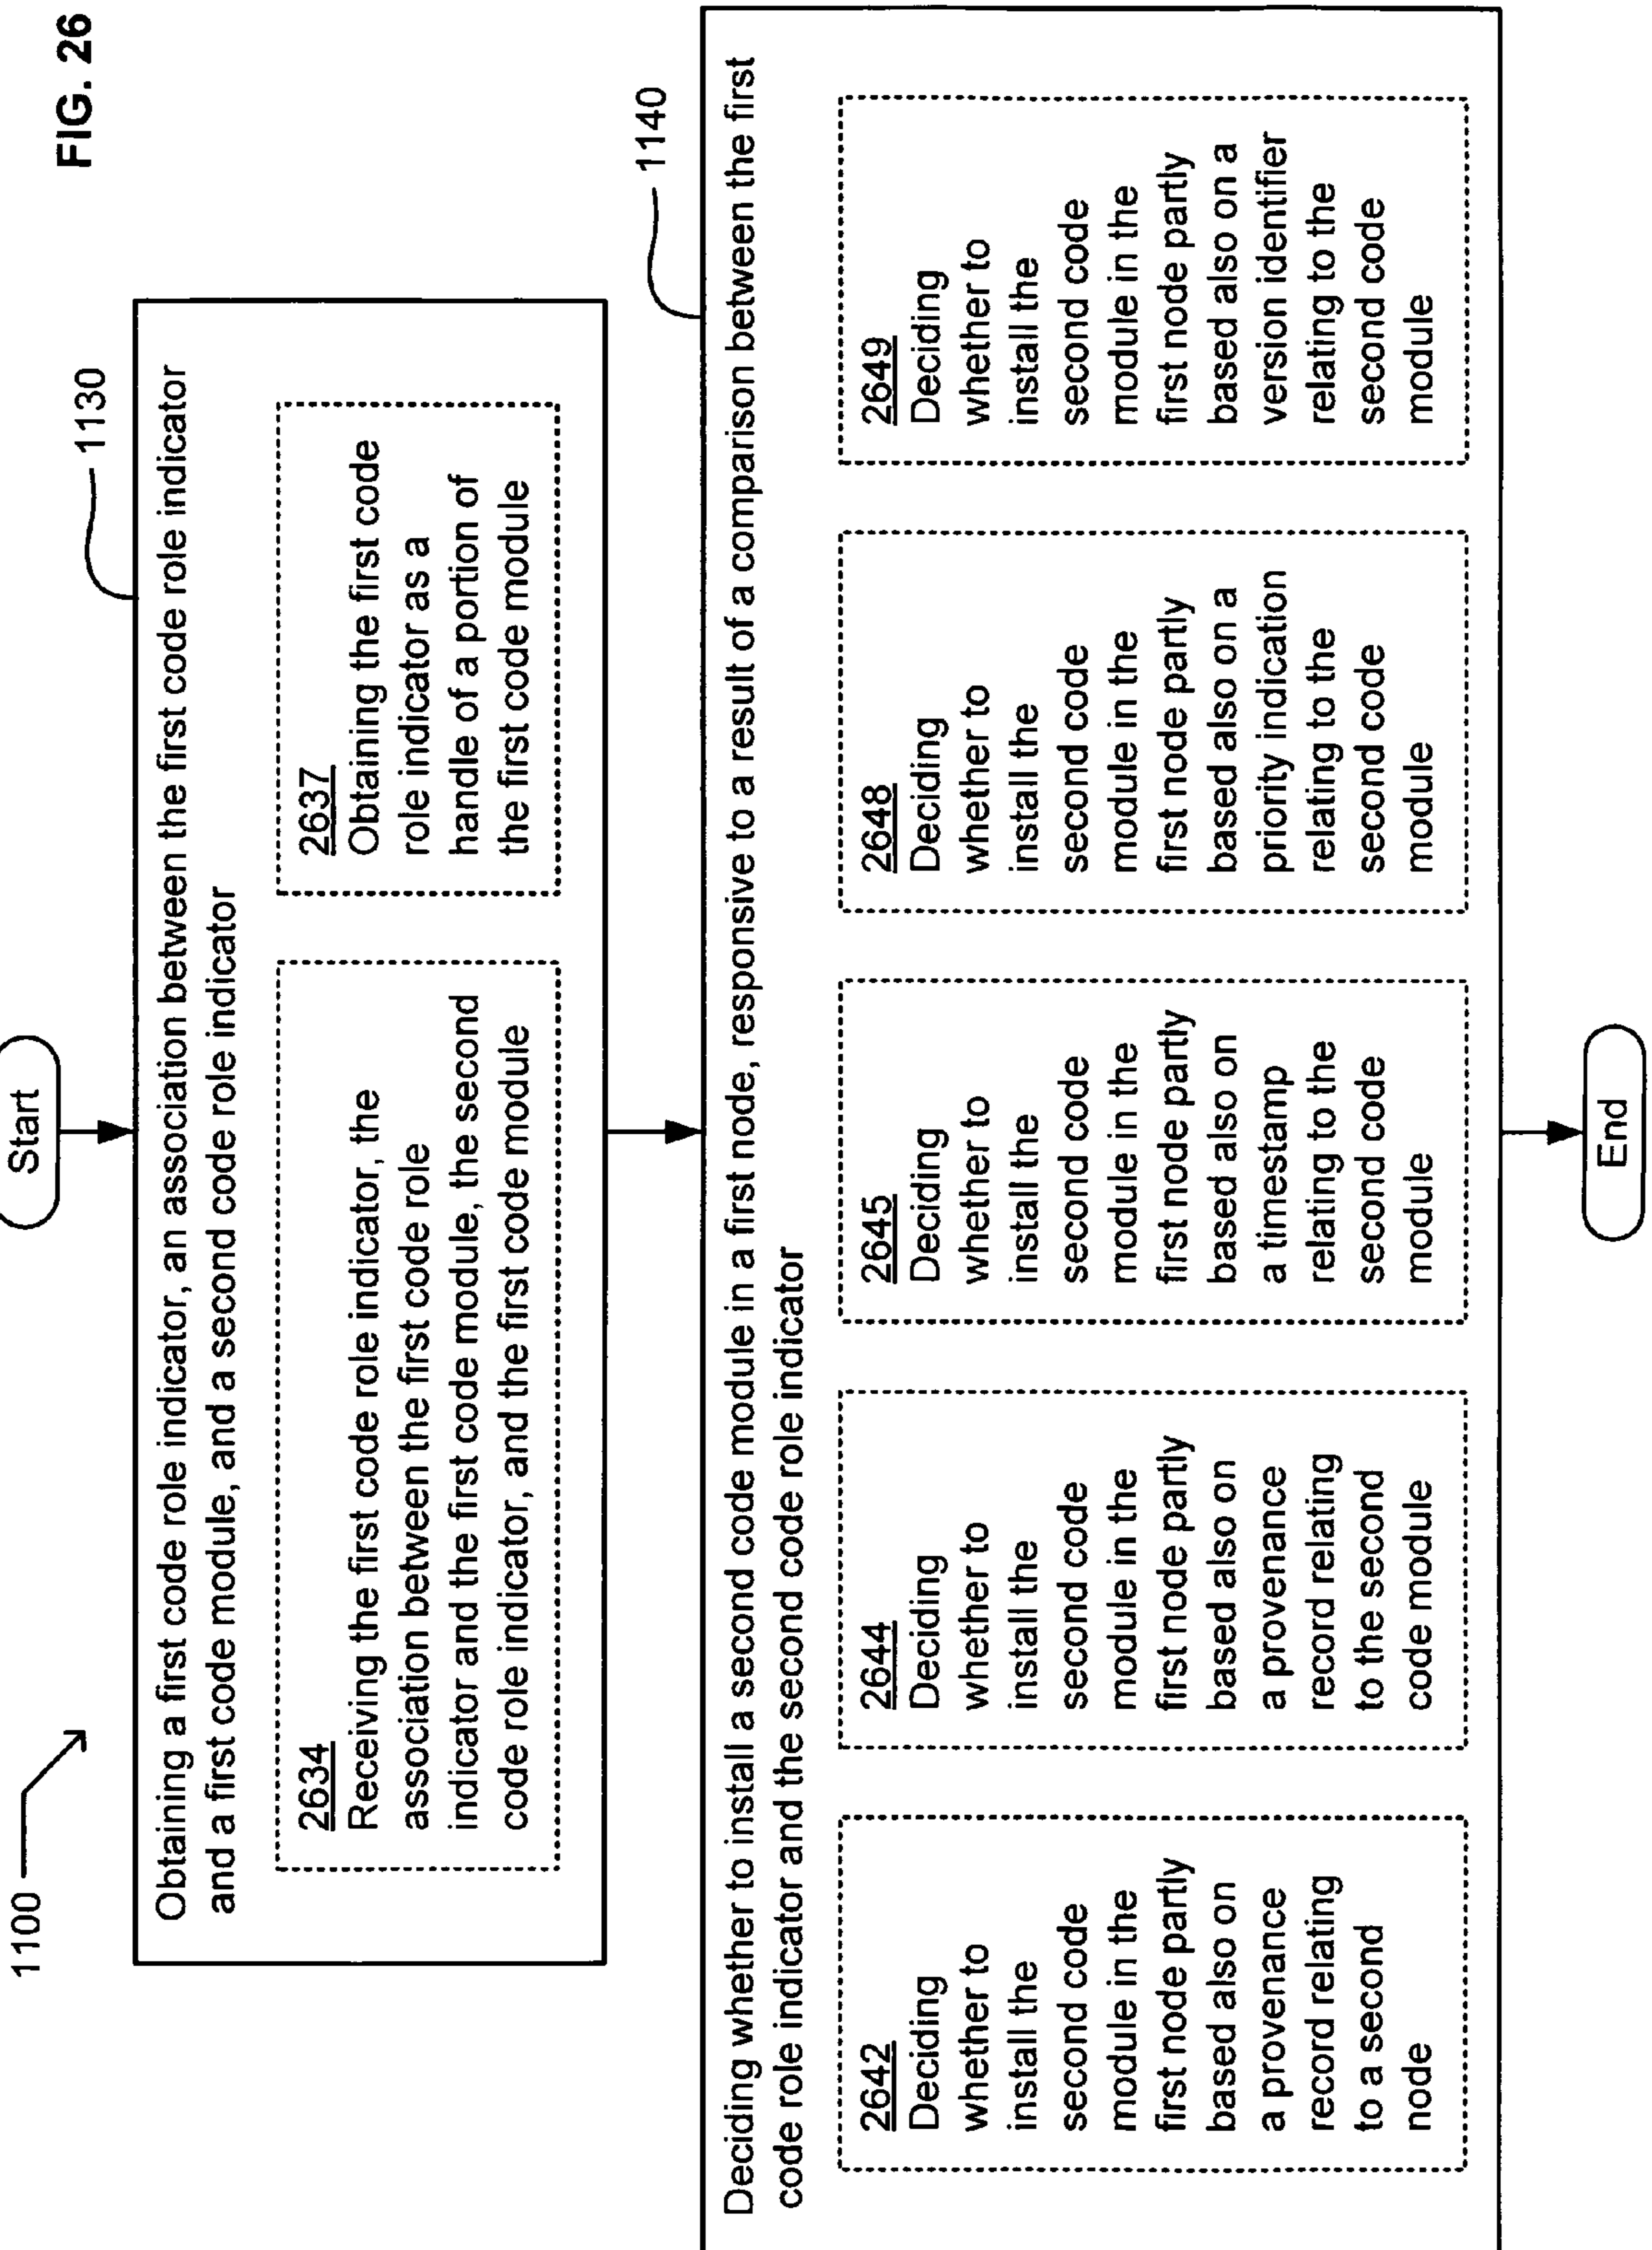 FIG. 26
1100
Start
1130
Obtaining a first code role indicator, an association between the first code role indicator
and a first code module, and a second code role indicator
2634
Receiving the first code role indicator, the
association between the first code role
indicator and the first code module, the second
code role indicator, and the first code module
2637
Obtaining the first code
role indicator as a
handle of a portion of
the first code module
1140
Deciding whether to install a second code module in a first node, responsive to a result of a comparison between the first
code role indicator and the second code role indicator
2642
Deciding
whether to
install the
second code
module in the
first node partly
based also on
a provenance
record relating
to a second
node
2644
Deciding
whether to
install the
second code
module in the
first node partly
based also on
a provenance
record relating
to the second
code module
2645
Deciding
whether to
install the
second code
module in the
first node partly
based also on
a timestamp
relating to the
second code
module
2648
Deciding
whether to
install the
second code
module in the
first node partly
based also on a
priority indication
relating to the
second code
module
2649
Deciding
whether to
install the
second code
module in the
first node partly
based also on a
version identifier
relating to the
second code
module
End